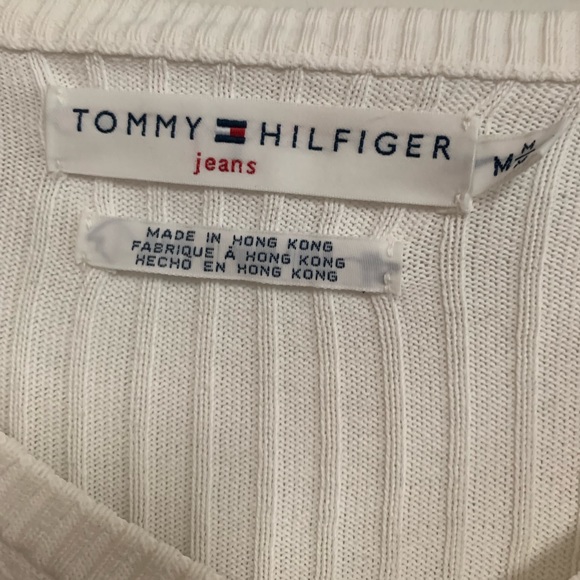 TOMMY HILFIGER
jeans
M M
MADE IN HONG KONG
FABRIQUE À HONG KONG
HECHO EN HONG KONG